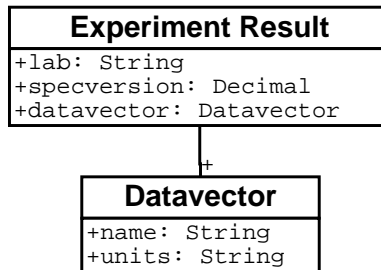 Experiment Result
+lab: String
+specversion: Decimal
+datavector: Datavector
+
Datavector
+name: String
+units: String